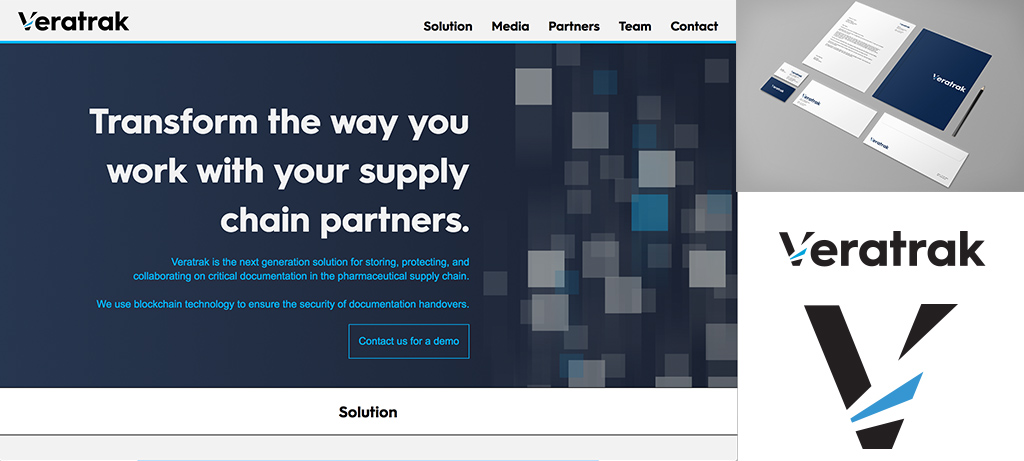 Veratrak
Solution Media Partners Team Contact
Transform the way you
work with your supply
chain partners.
Veratrak is the next generation solution for storing, protecting, and
collaborating on critical documentation in the pharmaceutical supply chain.
We use blockchain technology to ensure the security of documentation handovers.
Contact us for a demo
Solution
Veratrak
Veratrak
Veratrak
Veratrak
Veratrak